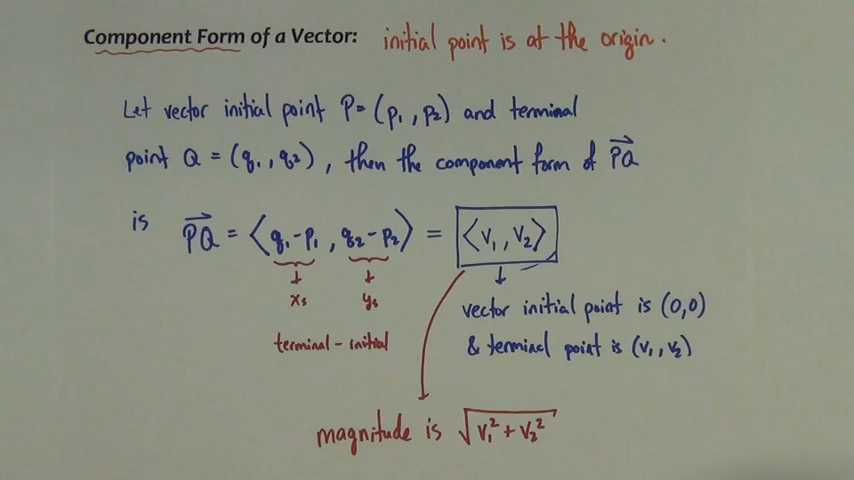 Component Form of a Vector: initial point is at the origin.
Let vector initial point P = (p₁, p₂) and terminal
point Q = (q₁, q₂), then the component form of P⃗Q⃗
is P⃗Q⃗ = ⟨q₁-p₁, q₂-p₂⟩ = ⟨v₁, v₂⟩
xs ys
vector initial point is (0,0)
terminal - initial
& terminal point is (v₁, v₂)
magnitude is √(v₁² + v₂²)